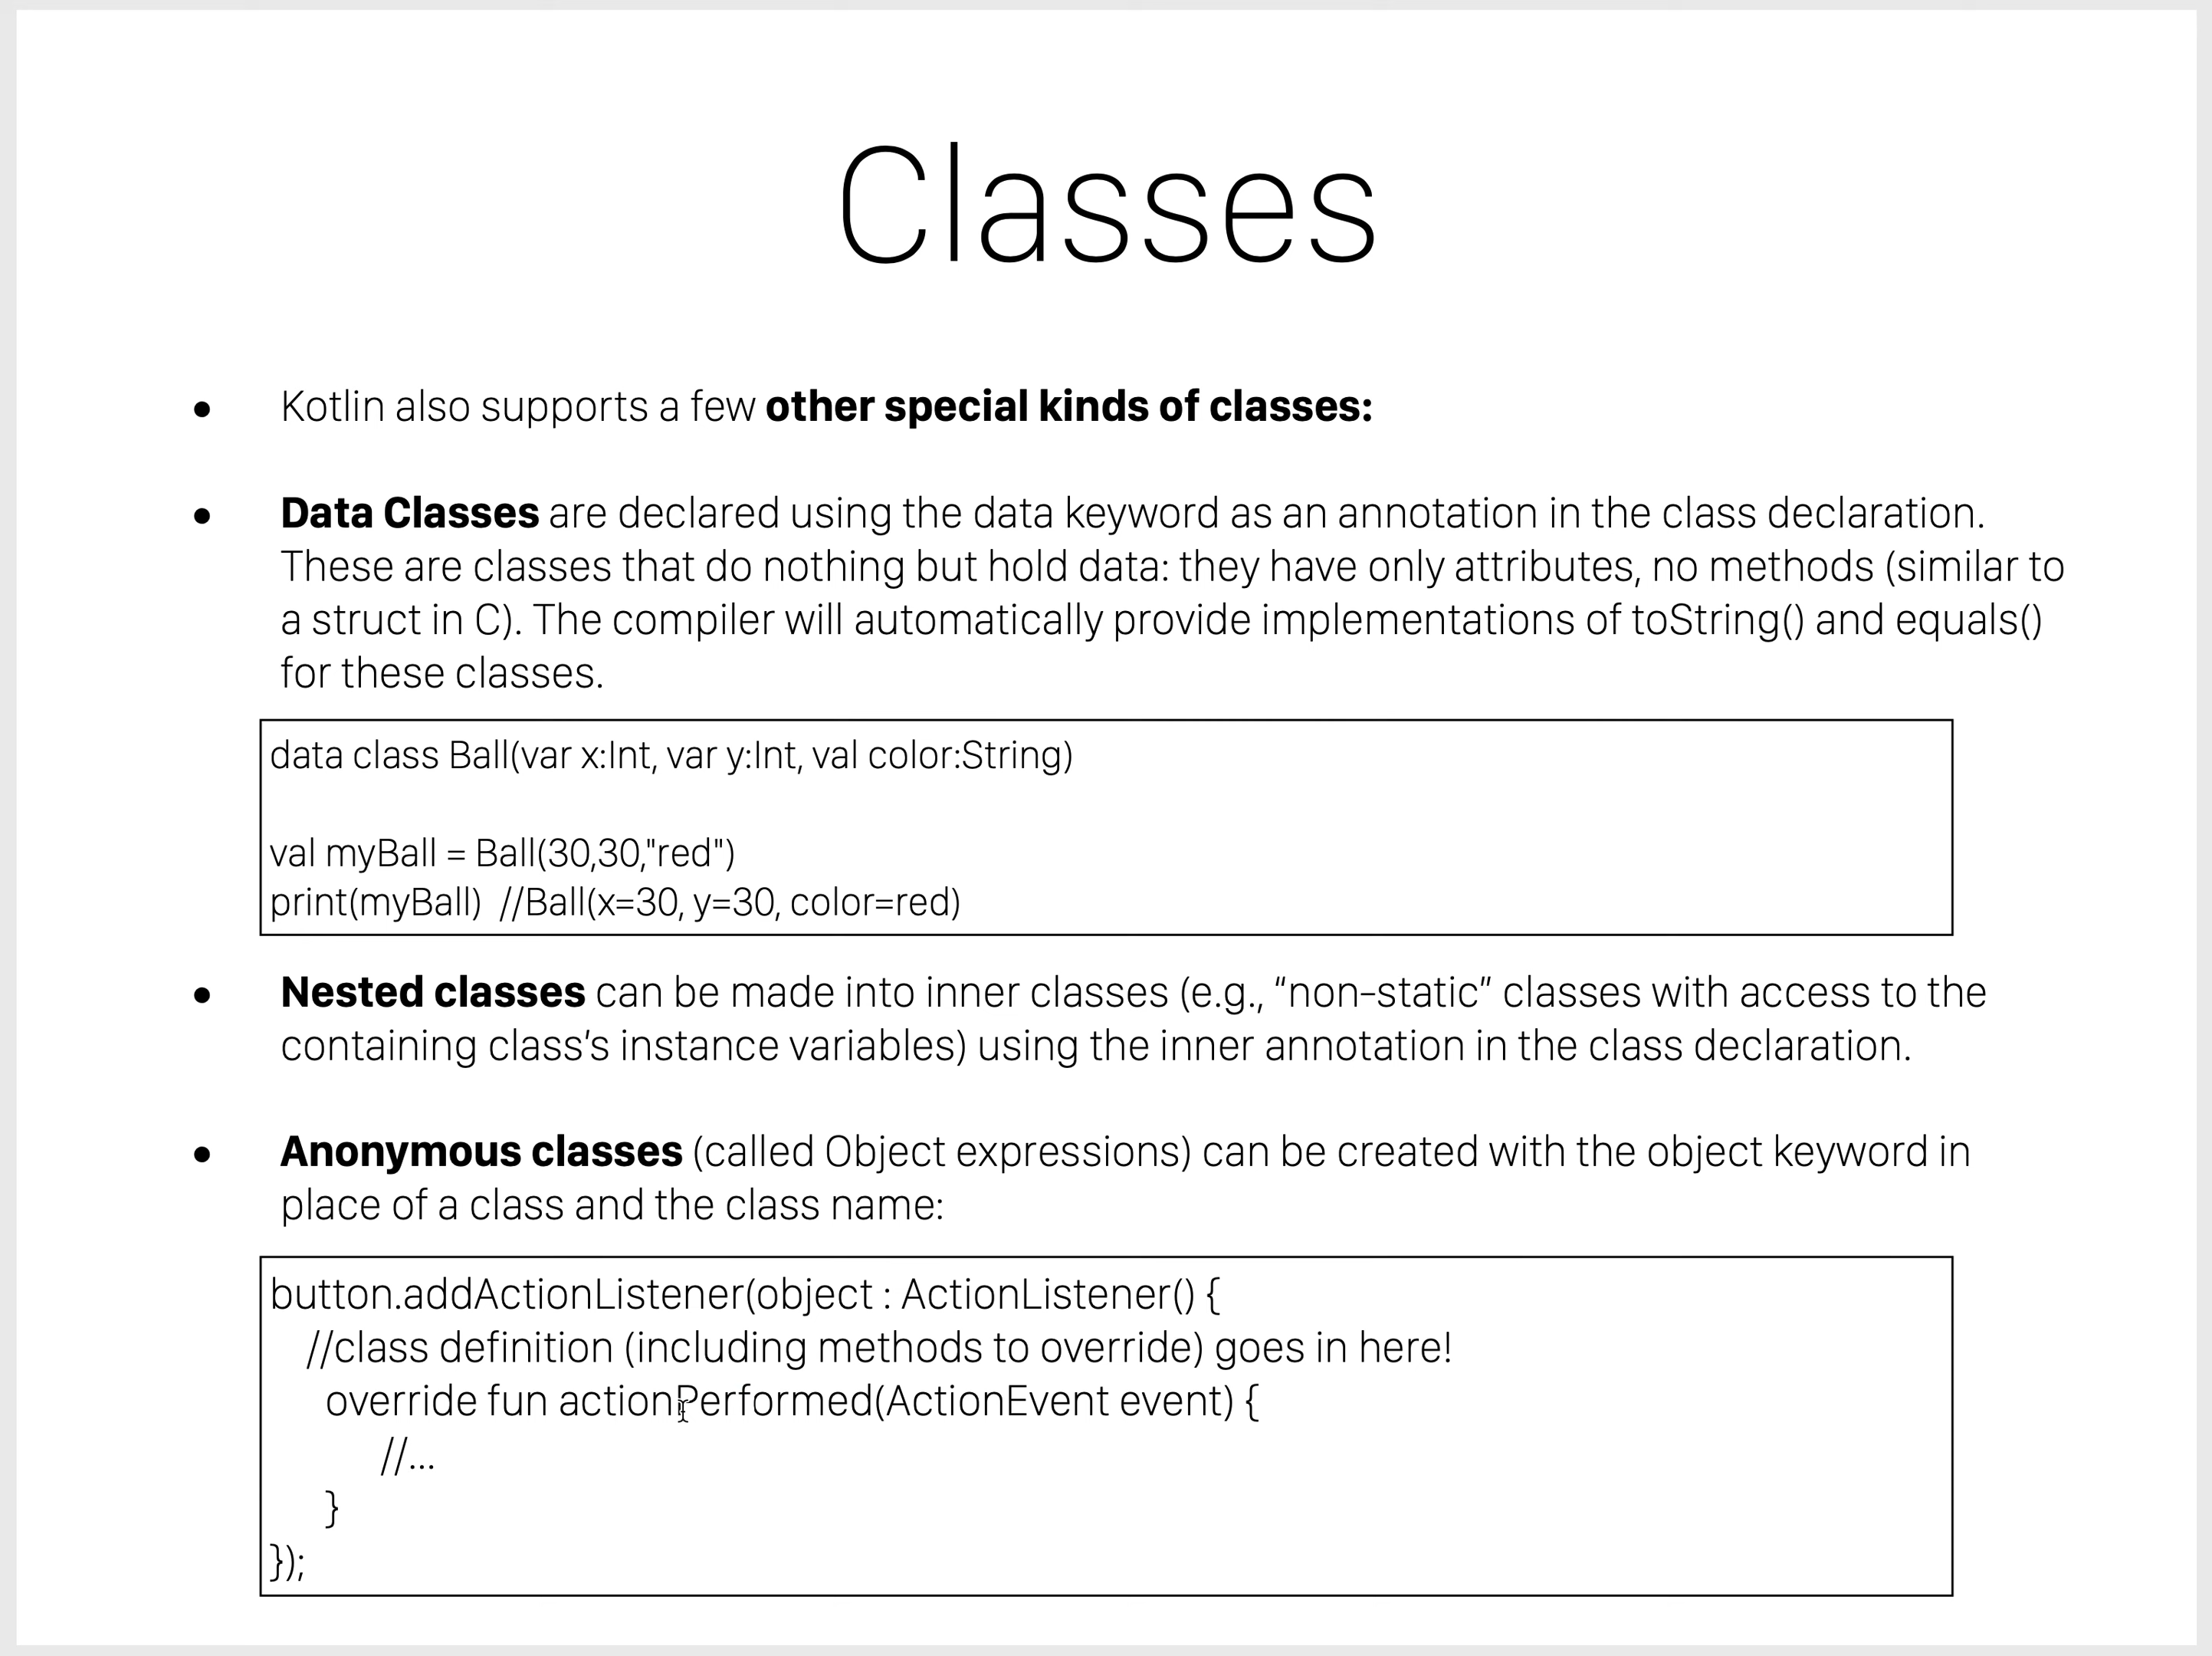 Classes
• Kotlin also supports a few other special kinds of classes:
• Data Classes are declared using the data keyword as an annotation in the class declaration.
These are classes that do nothing but hold data: they have only attributes, no methods (similar to
a struct in C). The compiler will automatically provide implementations of toString() and equals()
for these classes.
data class Ball(var x:Int, var y:Int, val color:String)
val myBall = Ball(30,30,"red")
print(myBall)  //Ball(x=30, y=30, color=red)
• Nested classes can be made into inner classes (e.g., “non-static” classes with access to the
containing class’s instance variables) using the inner annotation in the class declaration.
• Anonymous classes (called Object expressions) can be created with the object keyword in
place of a class and the class name:
button.addActionListener(object : ActionListener() {
//class definition (including methods to override) goes in here!
override fun actionPerformed(ActionEvent event) {
//...
}
});